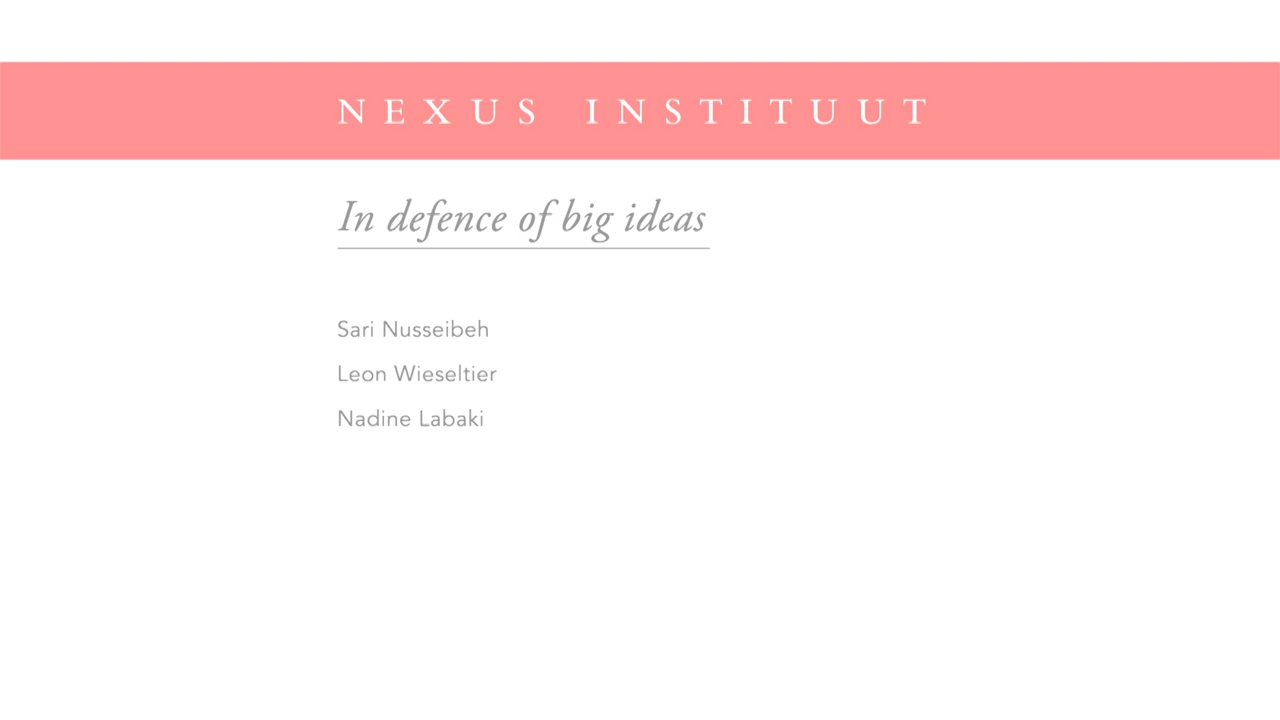 NEXUS INSTITUUT
In defence of big ideas
Sari Nusseibeh
Leon Wieseltier
Nadine Labaki